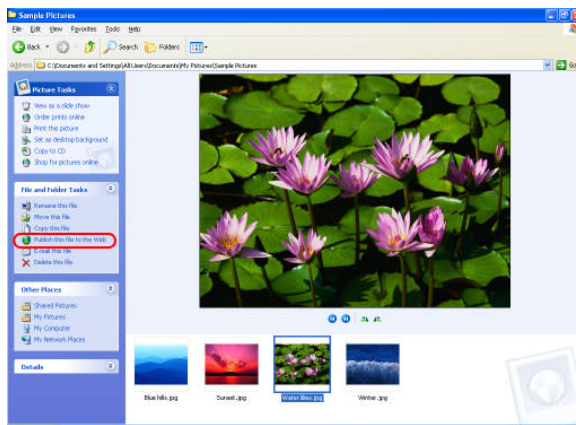 Sample Pictures
File Edit View Favorites Tools Help
Back Search Folders
Address C:\Documents and Settings\All Users\Documents\My Pictures\Sample Pictures Go
Picture Tasks
View as a slide show
Order prints online
Print this picture
Set as desktop background
Copy to CD
Shop for pictures online
File and Folder Tasks
Rename this file
Move this file
Copy this file
Publish this file to the Web
E-mail this file
Delete this file
Other Places
Shared Pictures
My Pictures
My Computer
My Network Places
Details
Blue hills.jpg Sunset.jpg Water lilies.jpg Winter.jpg